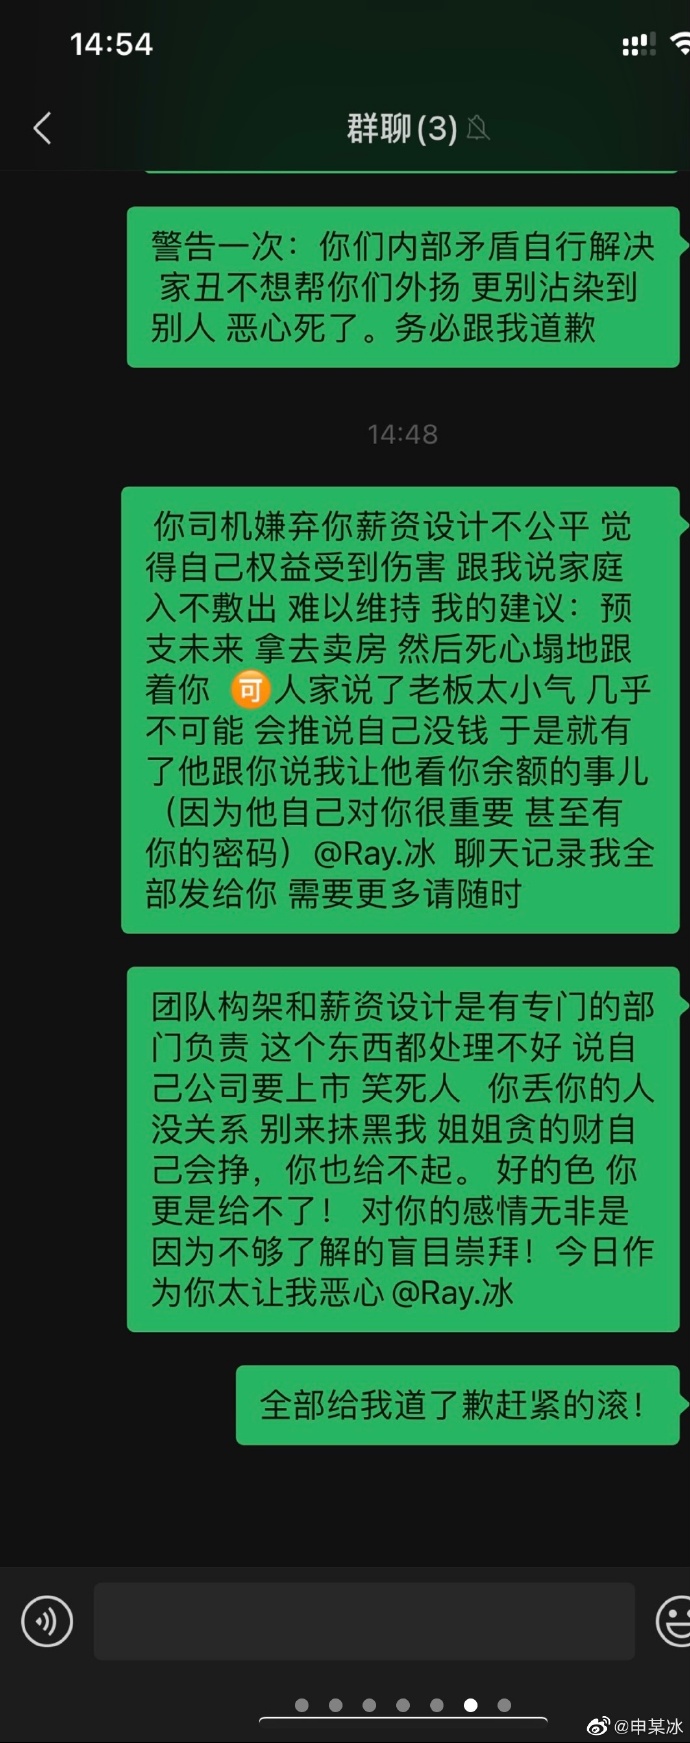 14:54
群聊(3)
警告一次：你们内部矛盾自行解决
家丑不想帮你们外扬 更别沾染到
别人 恶心死了。务必跟我道歉
14:48
你司机嫌弃你薪资设计不公平 觉
得自己权益受到伤害 跟我说家庭
入不敷出 难以维持 我的建议：预
支未来 拿去卖房 然后死心塌地跟
着你 🉑人家说了老板太小气 几乎
不可能 会推说自己没钱 于是就有
了他跟你说我让他看你余额的事儿
（因为他自己对你很重要 甚至有
你的密码）@Ray.冰 聊天记录我全
部发给你 需要更多请随时
团队构架和薪资设计是有专门的部
门负责 这个东西都处理不好 说自
己公司要上市 笑死人 你丢你的人
没关系 别来抹黑我 姐姐贪的财自
己会挣，你也给不起。 好的色 你
更是给不了！ 对你的感情无非是
因为不够了解的盲目崇拜！今日作
为你太让我恶心 @Ray.冰
全部给我道了歉赶紧的滚！
@申某冰